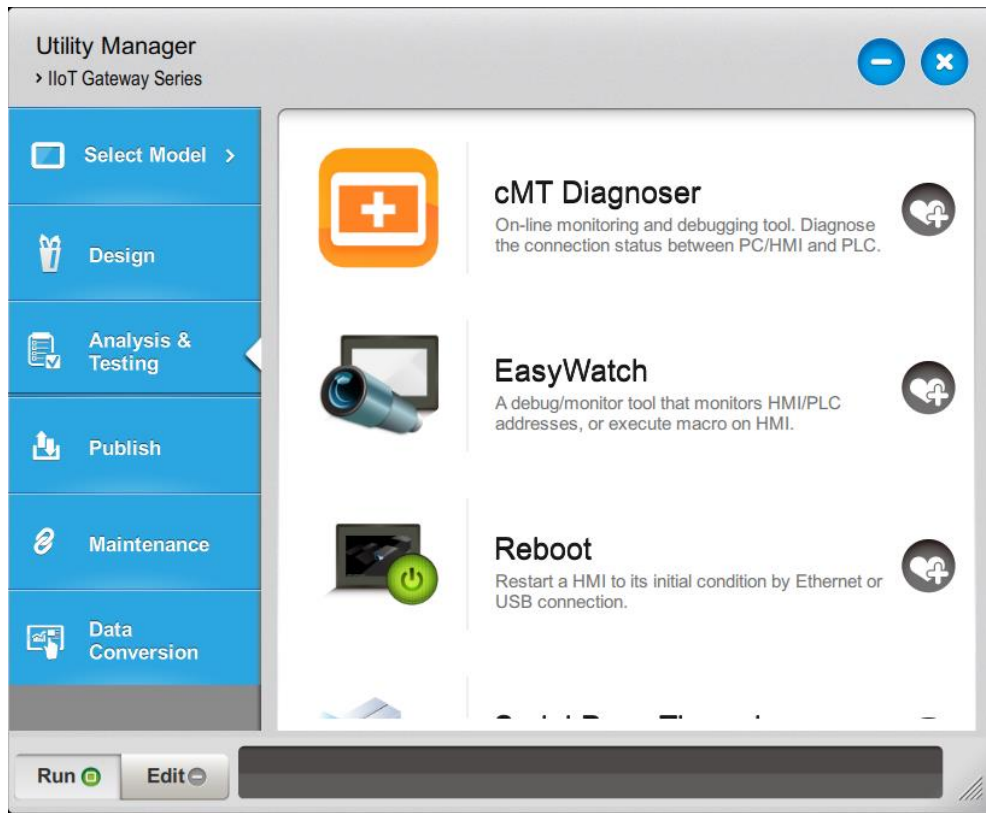 Utility Manager
> IIoT Gateway Series
Select Model >
Design
Analysis &
Testing
Publish
Maintenance
Data
Conversion
cMT Diagnoser
On-line monitoring and debugging tool. Diagnose
the connection status between PC/HMI and PLC.
EasyWatch
A debug/monitor tool that monitors HMI/PLC
addresses, or execute macro on HMI.
Reboot
Restart a HMI to its initial condition by Ethernet or
USB connection.
Run
Edit